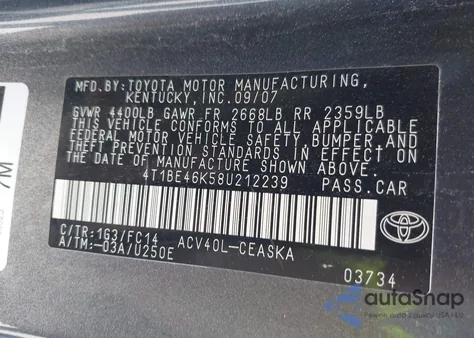 MFD.BY:TOYOTA MOTOR MANUFACTURING,
KENTUCKY,INC.09/07
GVWR 4400LB GAWR FR 2668LB RR 2359LB
THIS VEHICLE CONFORMS TO ALL APPLICABLE
FEDERAL MOTOR VEHICLE SAFETY,BUMPER,AND
THEFT PREVENTION STANDARDS IN EFFECT ON
THE DATE OF MANUFACTURE SHOWN ABOVE.
4T1BE46K58U212239 PASS.CAR
C/TR:1G3/FC14 ACV40L-CEASKA
A/TM:-03A/U250E
TOYOTA
03734
7M
autoSnap